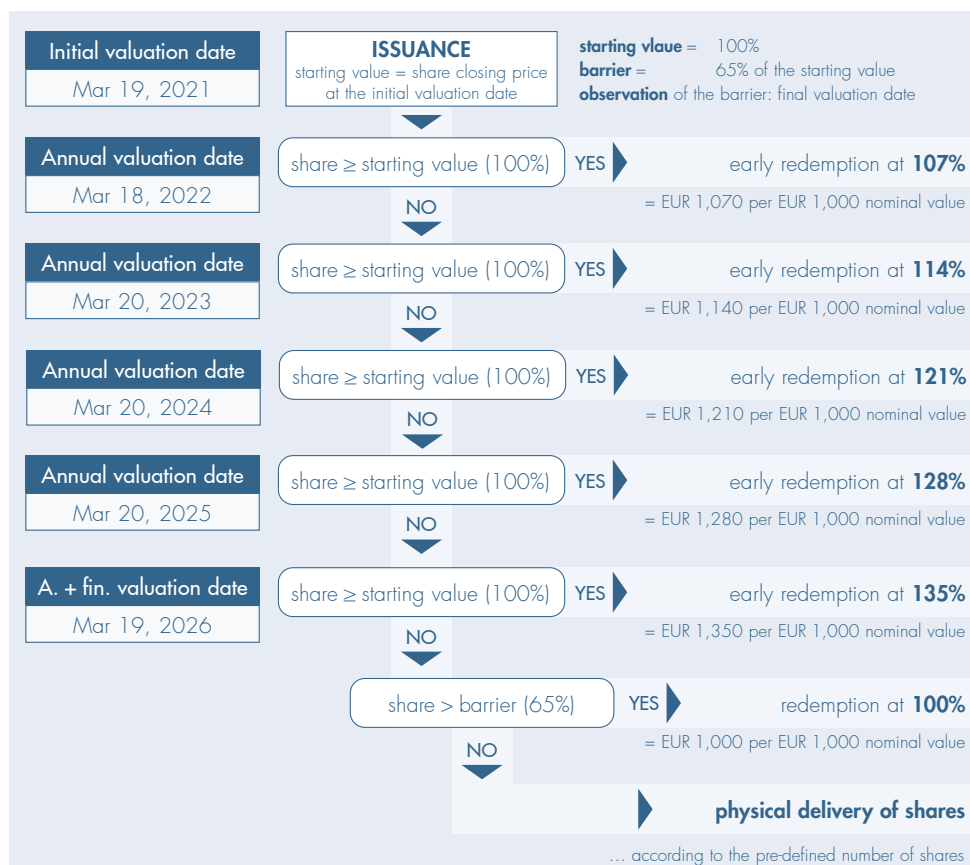 Initial valuation date
Mar 19, 2021
ISSUANCE
starting value = share closing price
at the initial valuation date
starting vlaue = 100%
barrier = 65% of the starting value
observation of the barrier: final valuation date
Annual valuation date
Mar 18, 2022
share ≥ starting value (100%)
YES
early redemption at 107%
= EUR 1,070 per EUR 1,000 nominal value
NO
Annual valuation date
Mar 20, 2023
share ≥ starting value (100%)
YES
early redemption at 114%
= EUR 1,140 per EUR 1,000 nominal value
NO
Annual valuation date
Mar 20, 2024
share ≥ starting value (100%)
YES
early redemption at 121%
= EUR 1,210 per EUR 1,000 nominal value
NO
Annual valuation date
Mar 20, 2025
share ≥ starting value (100%)
YES
early redemption at 128%
= EUR 1,280 per EUR 1,000 nominal value
NO
A. + fin. valuation date
Mar 19, 2026
share ≥ starting value (100%)
YES
early redemption at 135%
= EUR 1,350 per EUR 1,000 nominal value
NO
share > barrier (65%)
YES
redemption at 100%
= EUR 1,000 per EUR 1,000 nominal value
NO
physical delivery of shares
... according to the pre-defined number of shares